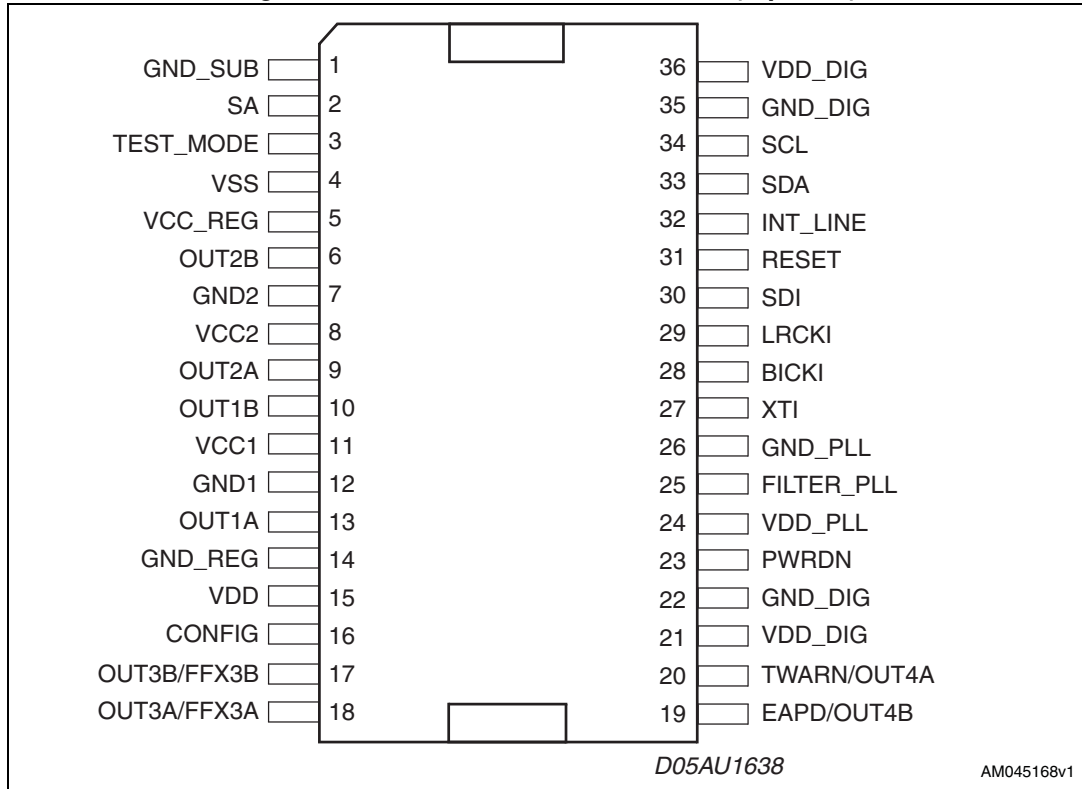 GND_SUB 1 36 VDD_DIG
SA 2 35 GND_DIG
TEST_MODE 3 34 SCL
VSS 4 33 SDA
VCC_REG 5 32 INT_LINE
OUT2B 6 31 RESET
GND2 7 30 SDI
VCC2 8 29 LRCKI
OUT2A 9 28 BICKI
OUT1B 10 27 XTI
VCC1 11 26 GND_PLL
GND1 12 25 FILTER_PLL
OUT1A 13 24 VDD_PLL
GND_REG 14 23 PWRDN
VDD 15 22 GND_DIG
CONFIG 16 21 VDD_DIG
OUT3B/FFX3B 17 20 TWARN/OUT4A
OUT3A/FFX3A 18 19 EAPD/OUT4B
D05AU1638
AM045168v1